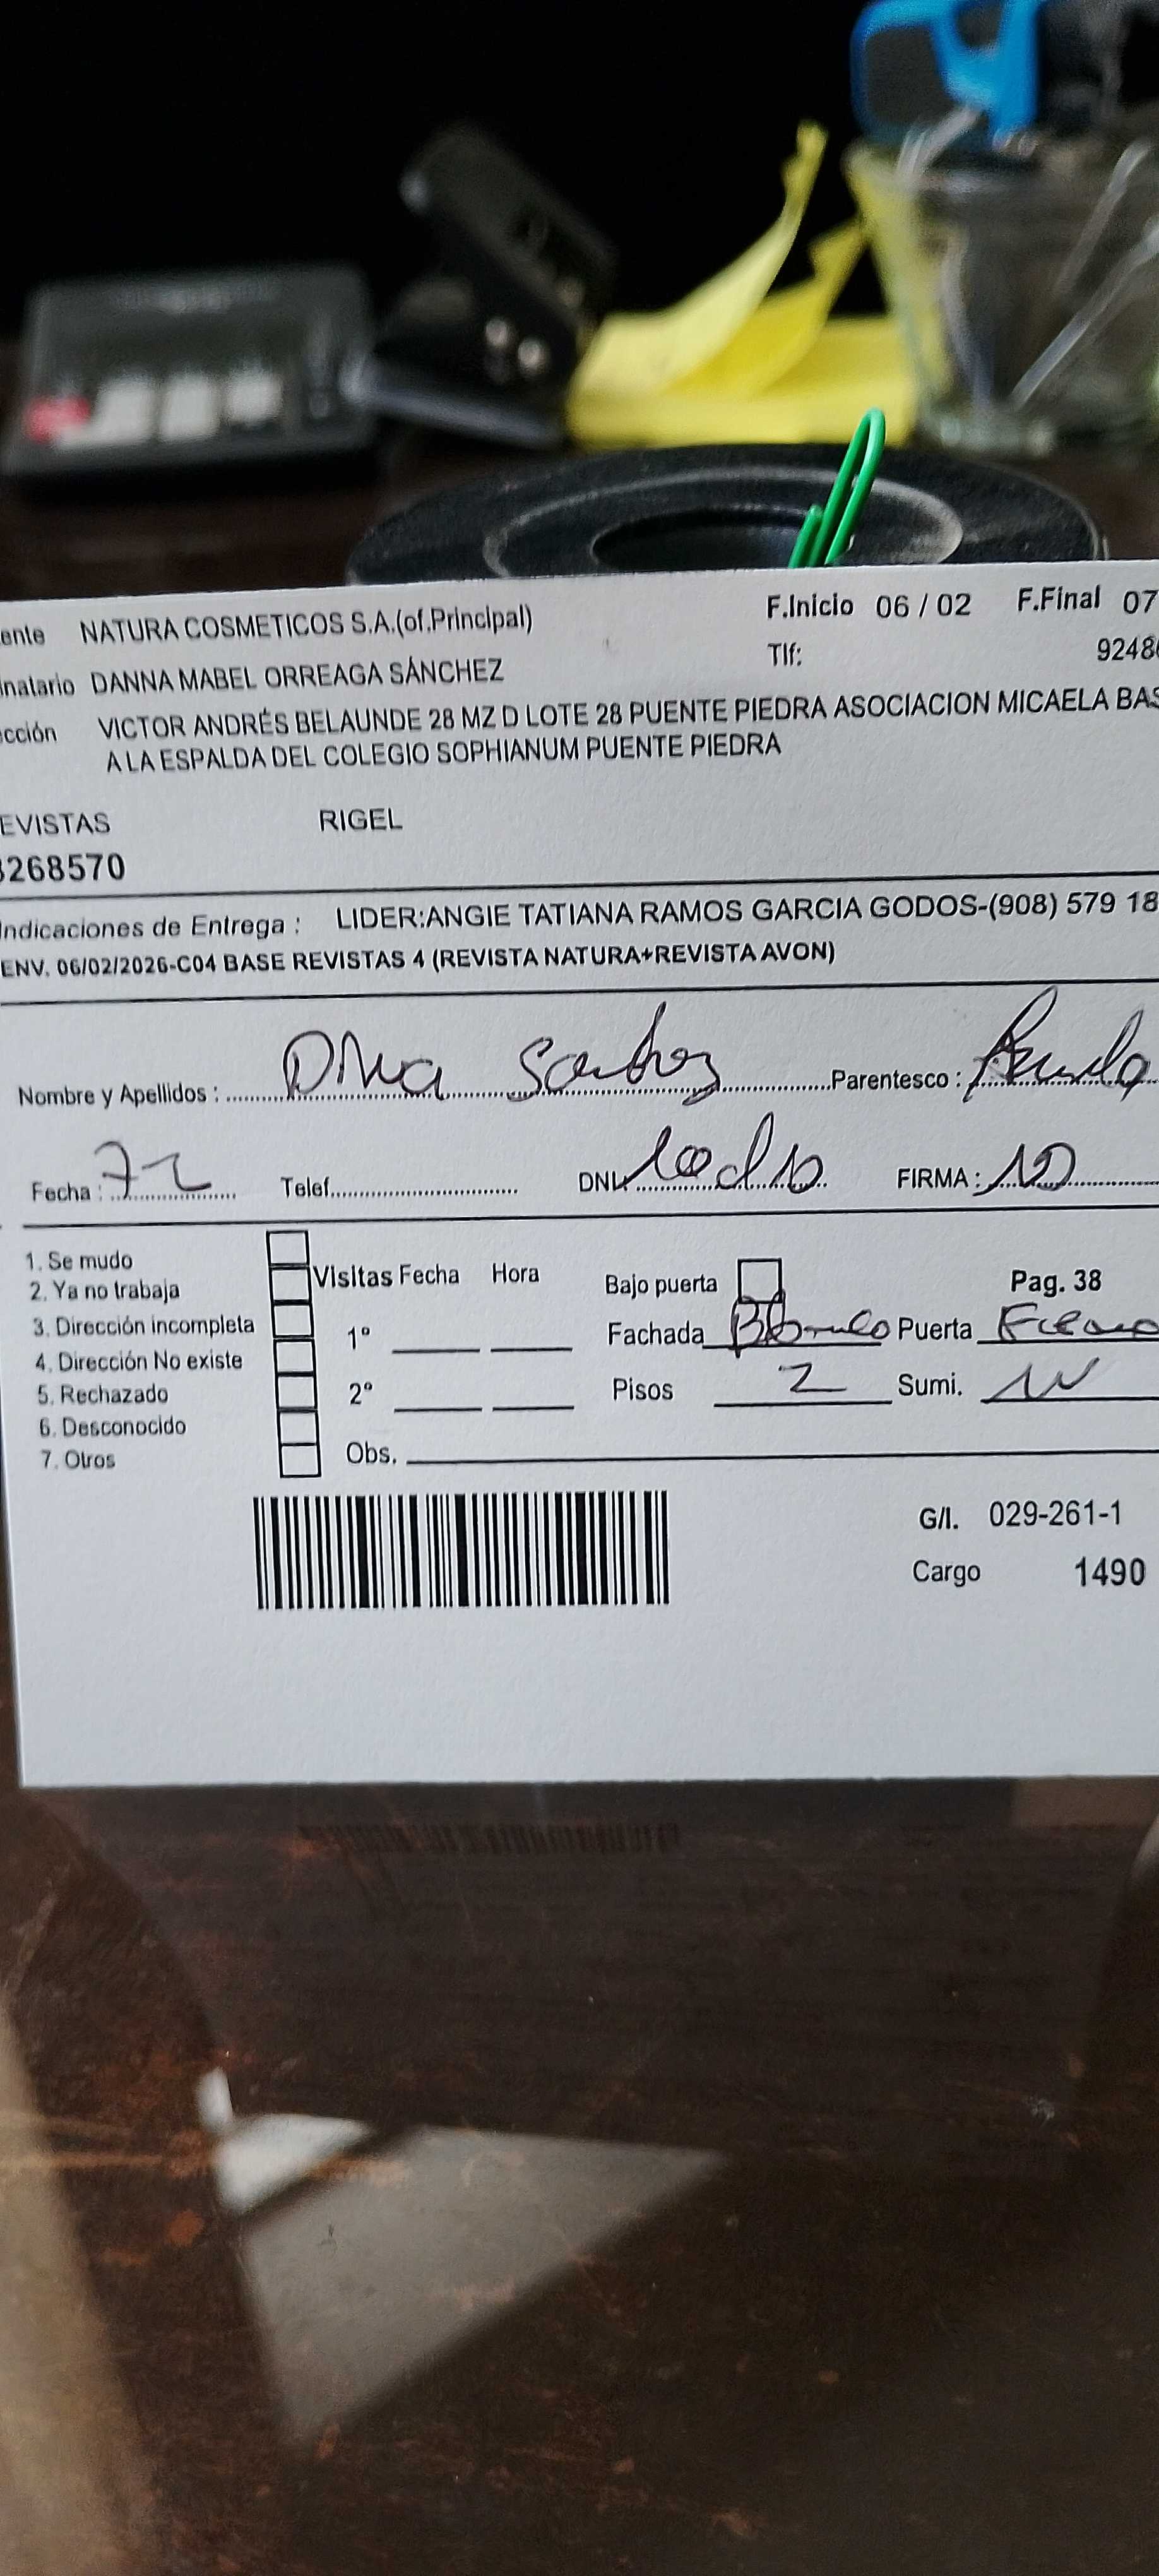 ente NATURA COSMETICOS S.A.(of.Principal) F.Inicio 06 / 02 F.Final 07
inatario DANNA MABEL ORREAGA SÁNCHEZ Tlf: 9248
cción VICTOR ANDRÉS BELAUNDE 28 MZ D LOTE 28 PUENTE PIEDRA ASOCIACION MICAELA BAS
A LA ESPALDA DEL COLEGIO SOPHIANUM PUENTE PIEDRA
EVISTAS RIGEL
268570
Indicaciones de Entrega : LIDER:ANGIE TATIANA RAMOS GARCIA GODOS-(908) 579 18
ENV. 06/02/2026-C04 BASE REVISTAS 4 (REVISTA NATURA+REVISTA AVON)
Nombre y Apellidos : Parentesco :
Fecha : 72 Telef. DNI. FIRMA :
1. Se mudo
2. Ya no trabaja
3. Dirección incompleta
4. Dirección No existe
5. Rechazado
6. Desconocido
7. Otros
Visitas Fecha Hora
1º
2º
Obs.
Bajo puerta Pag. 38
Fachada Puerta
Pisos 2 Sumi.
G/I. 029-261-1
Cargo 1490